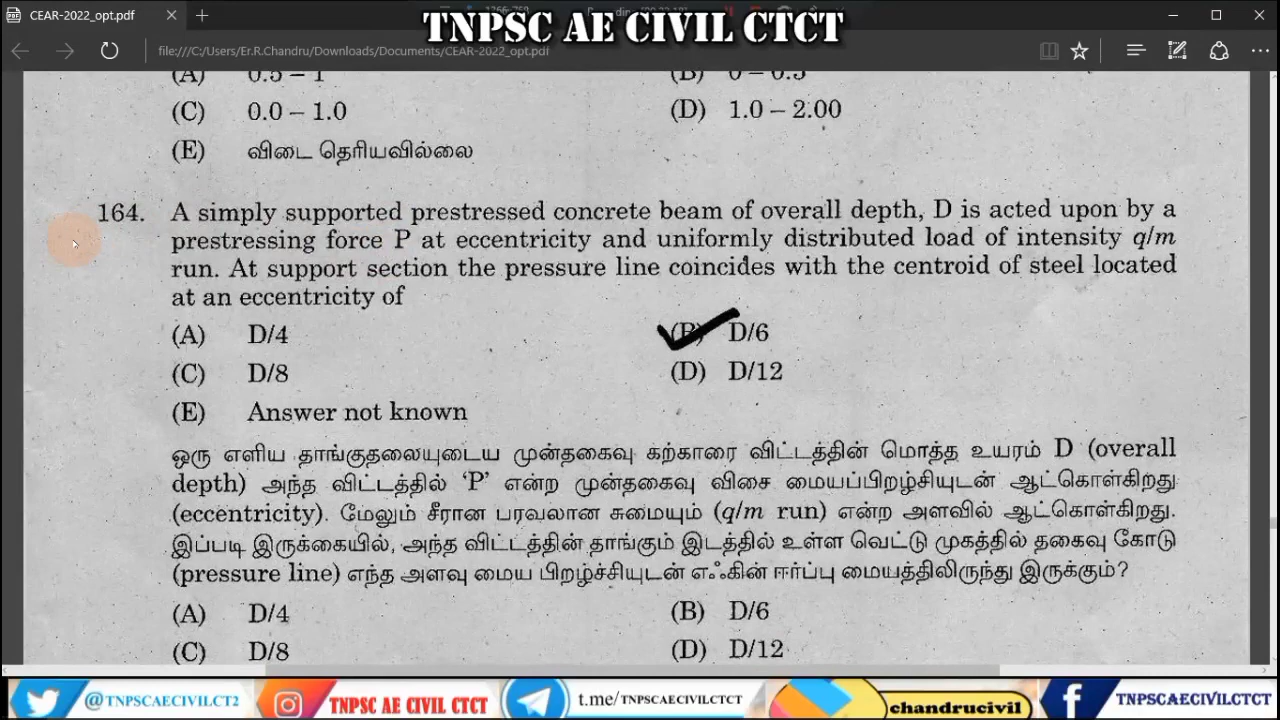 CEAR-2022_opt.pdf
TNPSC AE CIVIL CTCT
file:///C:/Users/Er.R.Chandru/Downloads/Documents/CEAR-2022_opt.pdf
(A) 0.5 – 1 (B) 0 – 0.5
(C) 0.0 – 1.0 (D) 1.0 – 2.00
(E) விடை தெரியவில்லை
164. A simply supported prestressed concrete beam of overall depth, D is acted upon by a
prestressing force P at eccentricity and uniformly distributed load of intensity q/m
run. At support section the pressure line coincides with the centroid of steel located
at an eccentricity of
(A) D/4 (B) D/6
(C) D/8 (D) D/12
(E) Answer not known
ஒரு எளிய தாங்குதலையுடைய முன்தகைவு கற்காரை விட்டத்தின் மொத்த உயரம் D (overall
depth) அந்த விட்டத்தில் ‘P’ என்ற முன்தகைவு விசை மையப்பிறழ்சியுடன் ஆட்கொள்கிறது
(eccentricity). மேலும் சீரான பரவலான சுமையும் (q/m run) என்ற அளவில் ஆட்கொள்கிறது.
இப்படி இருக்கையில், அந்த விட்டத்தின் தாங்கும் இடத்தில் உள்ள வெட்டு முகத்தில் தகைவு கோடு
(pressure line) எந்த அளவு மைய பிறழ்ச்சியுடன் எஃகின் ஈர்ப்பு மையத்திலிருந்து இருக்கும்?
(A) D/4 (B) D/6
(C) D/8 (D) D/12
@TNPSCAECIVILCT2 TNPSC AE CIVIL CTCT t.me/TNPSCAECIVILCTCT chandrucivil TNPSCAECIVILCTCT